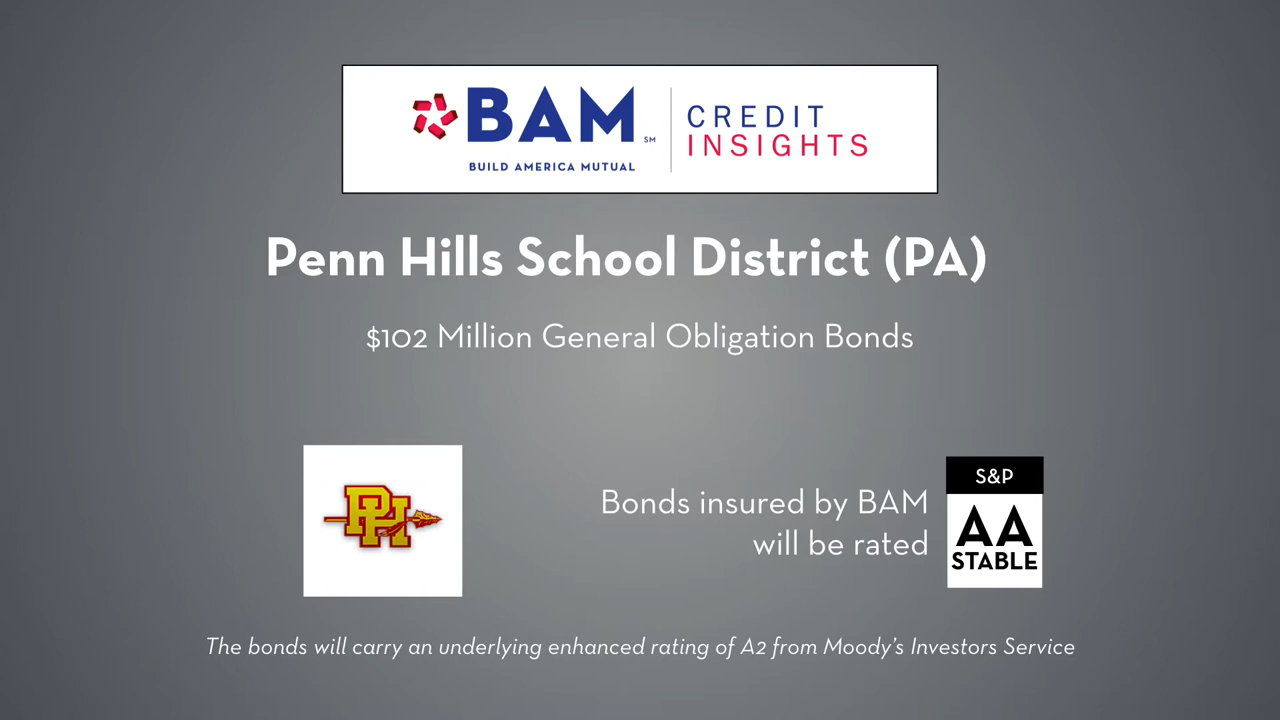 BAM SM
BUILD AMERICA MUTUAL
CREDIT
INSIGHTS
Penn Hills School District (PA)
$102 Million General Obligation Bonds
PH
Bonds insured by BAM
will be rated
S&P
AA
STABLE
The bonds will carry an underlying enhanced rating of A2 from Moody's Investors Service